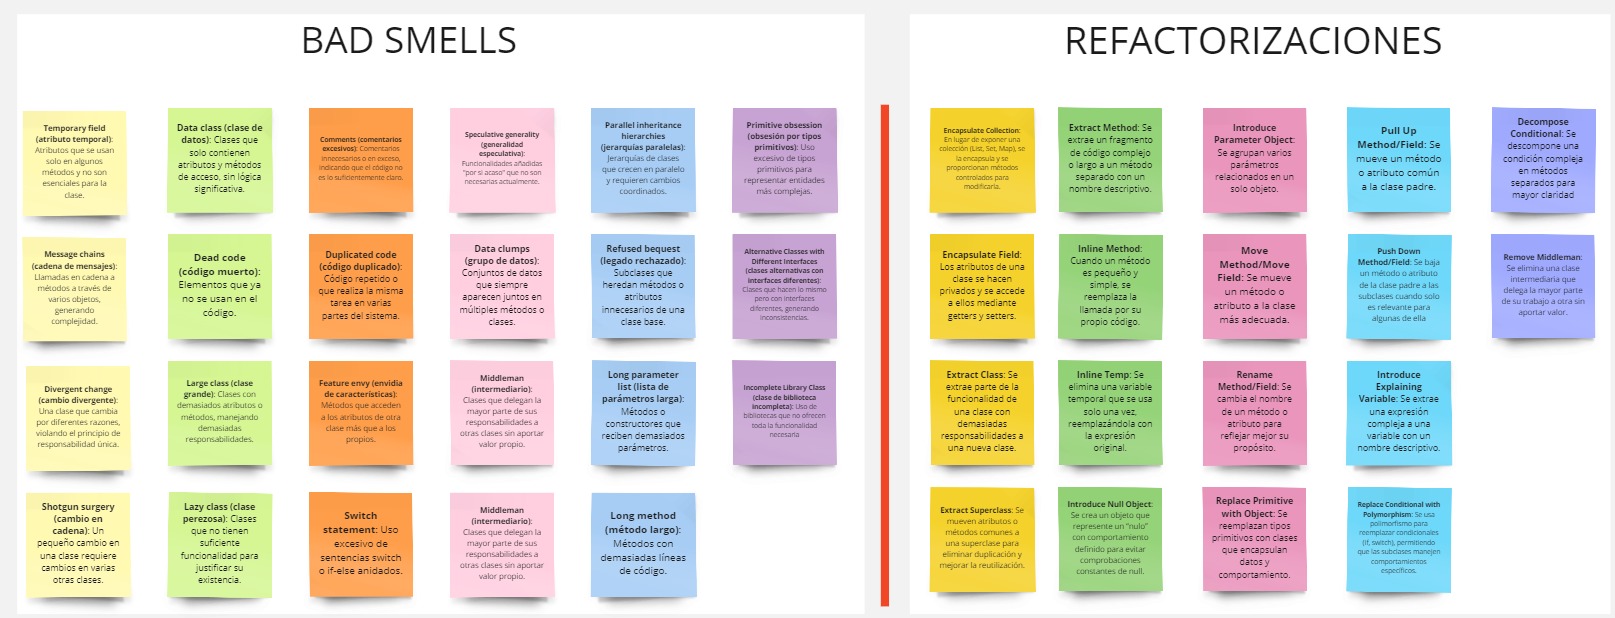 BAD SMELLS
Temporary field
(atributo temporal):
Atributos que se usan
solo en algunos
métodos y no son
esenciales para la
clase.
Data class (clase de
datos): Clases que
solo contienen
atributos y métodos
de acceso, sin lógica
significativa.
Comments (comentarios
excesivos): Comentarios
innecesarios o en exceso,
indicando que el código no
es lo suficientemente claro.
Speculative generality
(generalidad
especulativa):
Funcionalidades añadidas
"por si acaso" que no son
necesarias actualmente.
Parallel inheritance
hierarchies
(jerarquías paralelas):
Jerarquías de clases
que crecen en paralelo
y requieren cambios
coordinados.
Primitive obsession
(obsesión por tipos
primitivos): Uso
excesivo de tipos
primitivos para
representar entidades
más complejas.
Message chains
(cadena de mensajes):
Llamadas en cadena a
métodos a través de
varios objetos,
generando
complejidad.
Dead code
(código muerto):
Elementos que ya
no se usan en el
código.
Duplicated code
(código duplicado):
Código repetido o
que realiza la misma
tarea en varias
partes del sistema.
Data clumps
(grupo de datos):
Conjuntos de datos
que siempre
aparecen juntos en
múltiples métodos o
clases.
Refused bequest
(legado rechazado):
Subclases que
heredan métodos o
atributos
innecesarios de una
clase base.
Alternative Classes with
Different Interfaces
(clases alternativas con
interfaces diferentes):
Clases que hacen lo mismo
pero con interfaces
diferentes, generando
inconsistencias.
Divergent change
(cambio divergente):
Una clase que cambia
por diferentes razones,
violando el principio de
responsabilidad única.
Large class (clase
grande): Clases con
demasiados atributos o
métodos, manejando
demasiadas
responsabilidades.
Feature envy (envidia
de características):
Métodos que acceden
a los atributos de otra
clase más que a los
propios.
Middleman
(intermediario):
Clases que delegan la
mayor parte de sus
responsabilidades a
otras clases sin aportar
valor propio.
Long parameter
list (lista de
parámetros larga):
Métodos o
constructores que
reciben demasiados
parámetros.
Incomplete Library Class
(clase de biblioteca
incompleta): Uso de
bibliotecas que no ofrecen
toda la funcionalidad
necesaria
Shotgun surgery
(cambio en
cadena): Un
pequeño cambio en
una clase requiere
cambios en varias
otras clases.
Lazy class (clase
perezosa): Clases
que no tienen
suficiente
funcionalidad para
justificar su
existencia.
Switch
statement: Uso
excesivo de
sentencias switch
o if-else anidados.
Middleman
(intermediario):
Clases que delegan la
mayor parte de sus
responsabilidades a
otras clases sin aportar
valor propio.
Long method
(método largo):
Métodos con
demasiadas líneas
de código.
REFACTORIZACIONES
Encapsulate Collection:
En lugar de exponer una
colección (List, Set, Map), se
la encapsula y se
proporcionan métodos
controlados para
modificarla.
Extract Method: Se
extrae un fragmento
de código complejo
o largo a un método
separado con un
nombre descriptivo.
Introduce
Parameter Object:
Se agrupan varios
parámetros
relacionados en un
solo objeto.
Pull Up
Method/Field: Se
mueve un método
o atributo común
a la clase padre.
Decompose
Conditional: Se
descompone una
condición compleja
en métodos
separados para
mayor claridad
Encapsulate Field:
Los atributos de una
clase se hacen
privados y se accede
a ellos mediante
getters y setters.
Inline Method:
Cuando un método
es pequeño y
simple, se
reemplaza la
llamada por su
propio código.
Move
Method/Move
Field: Se mueve
un método o
atributo a la clase
más adecuada.
Push Down
Method/Field: Se baja
un método o atributo
de la clase padre a las
subclases cuando solo
es relevante para
algunas de ella
Remove Middleman:
Se elimina una clase
intermediaria que
delega la mayor parte
de su trabajo a otra sin
aportar valor.
Extract Class: Se
extrae parte de la
funcionalidad de
una clase con
demasiadas
responsabilidades a
una nueva clase.
Inline Temp: Se
elimina una variable
temporal que se usa
solo una vez,
reemplazándola con
la expresión
original.
Rename
Method/Field: Se
cambia el nombre
de un método o
atributo para
reflejar mejor su
propósito.
Introduce
Explaining
Variable: Se extrae
una expresión
compleja a una
variable con un
nombre descriptivo.
Extract Superclass: Se
mueven atributos o
métodos comunes a
una superclase para
eliminar duplicación y
mejorar la reutilización.
Introduce Null Object:
Se crea un objeto que
represente un "nulo"
con comportamiento
definido para evitar
comprobaciones
constantes de null.
Replace Primitive
with Object: Se
reemplazan tipos
primitivos con clases
que encapsulan
datos y
comportamiento.
Replace Conditional with
Polymorphism: Se usa
polimorfismo para
reemplazar condicionales
(if, switch), permitiendo
que las subclases manejen
comportamientos
específicos.